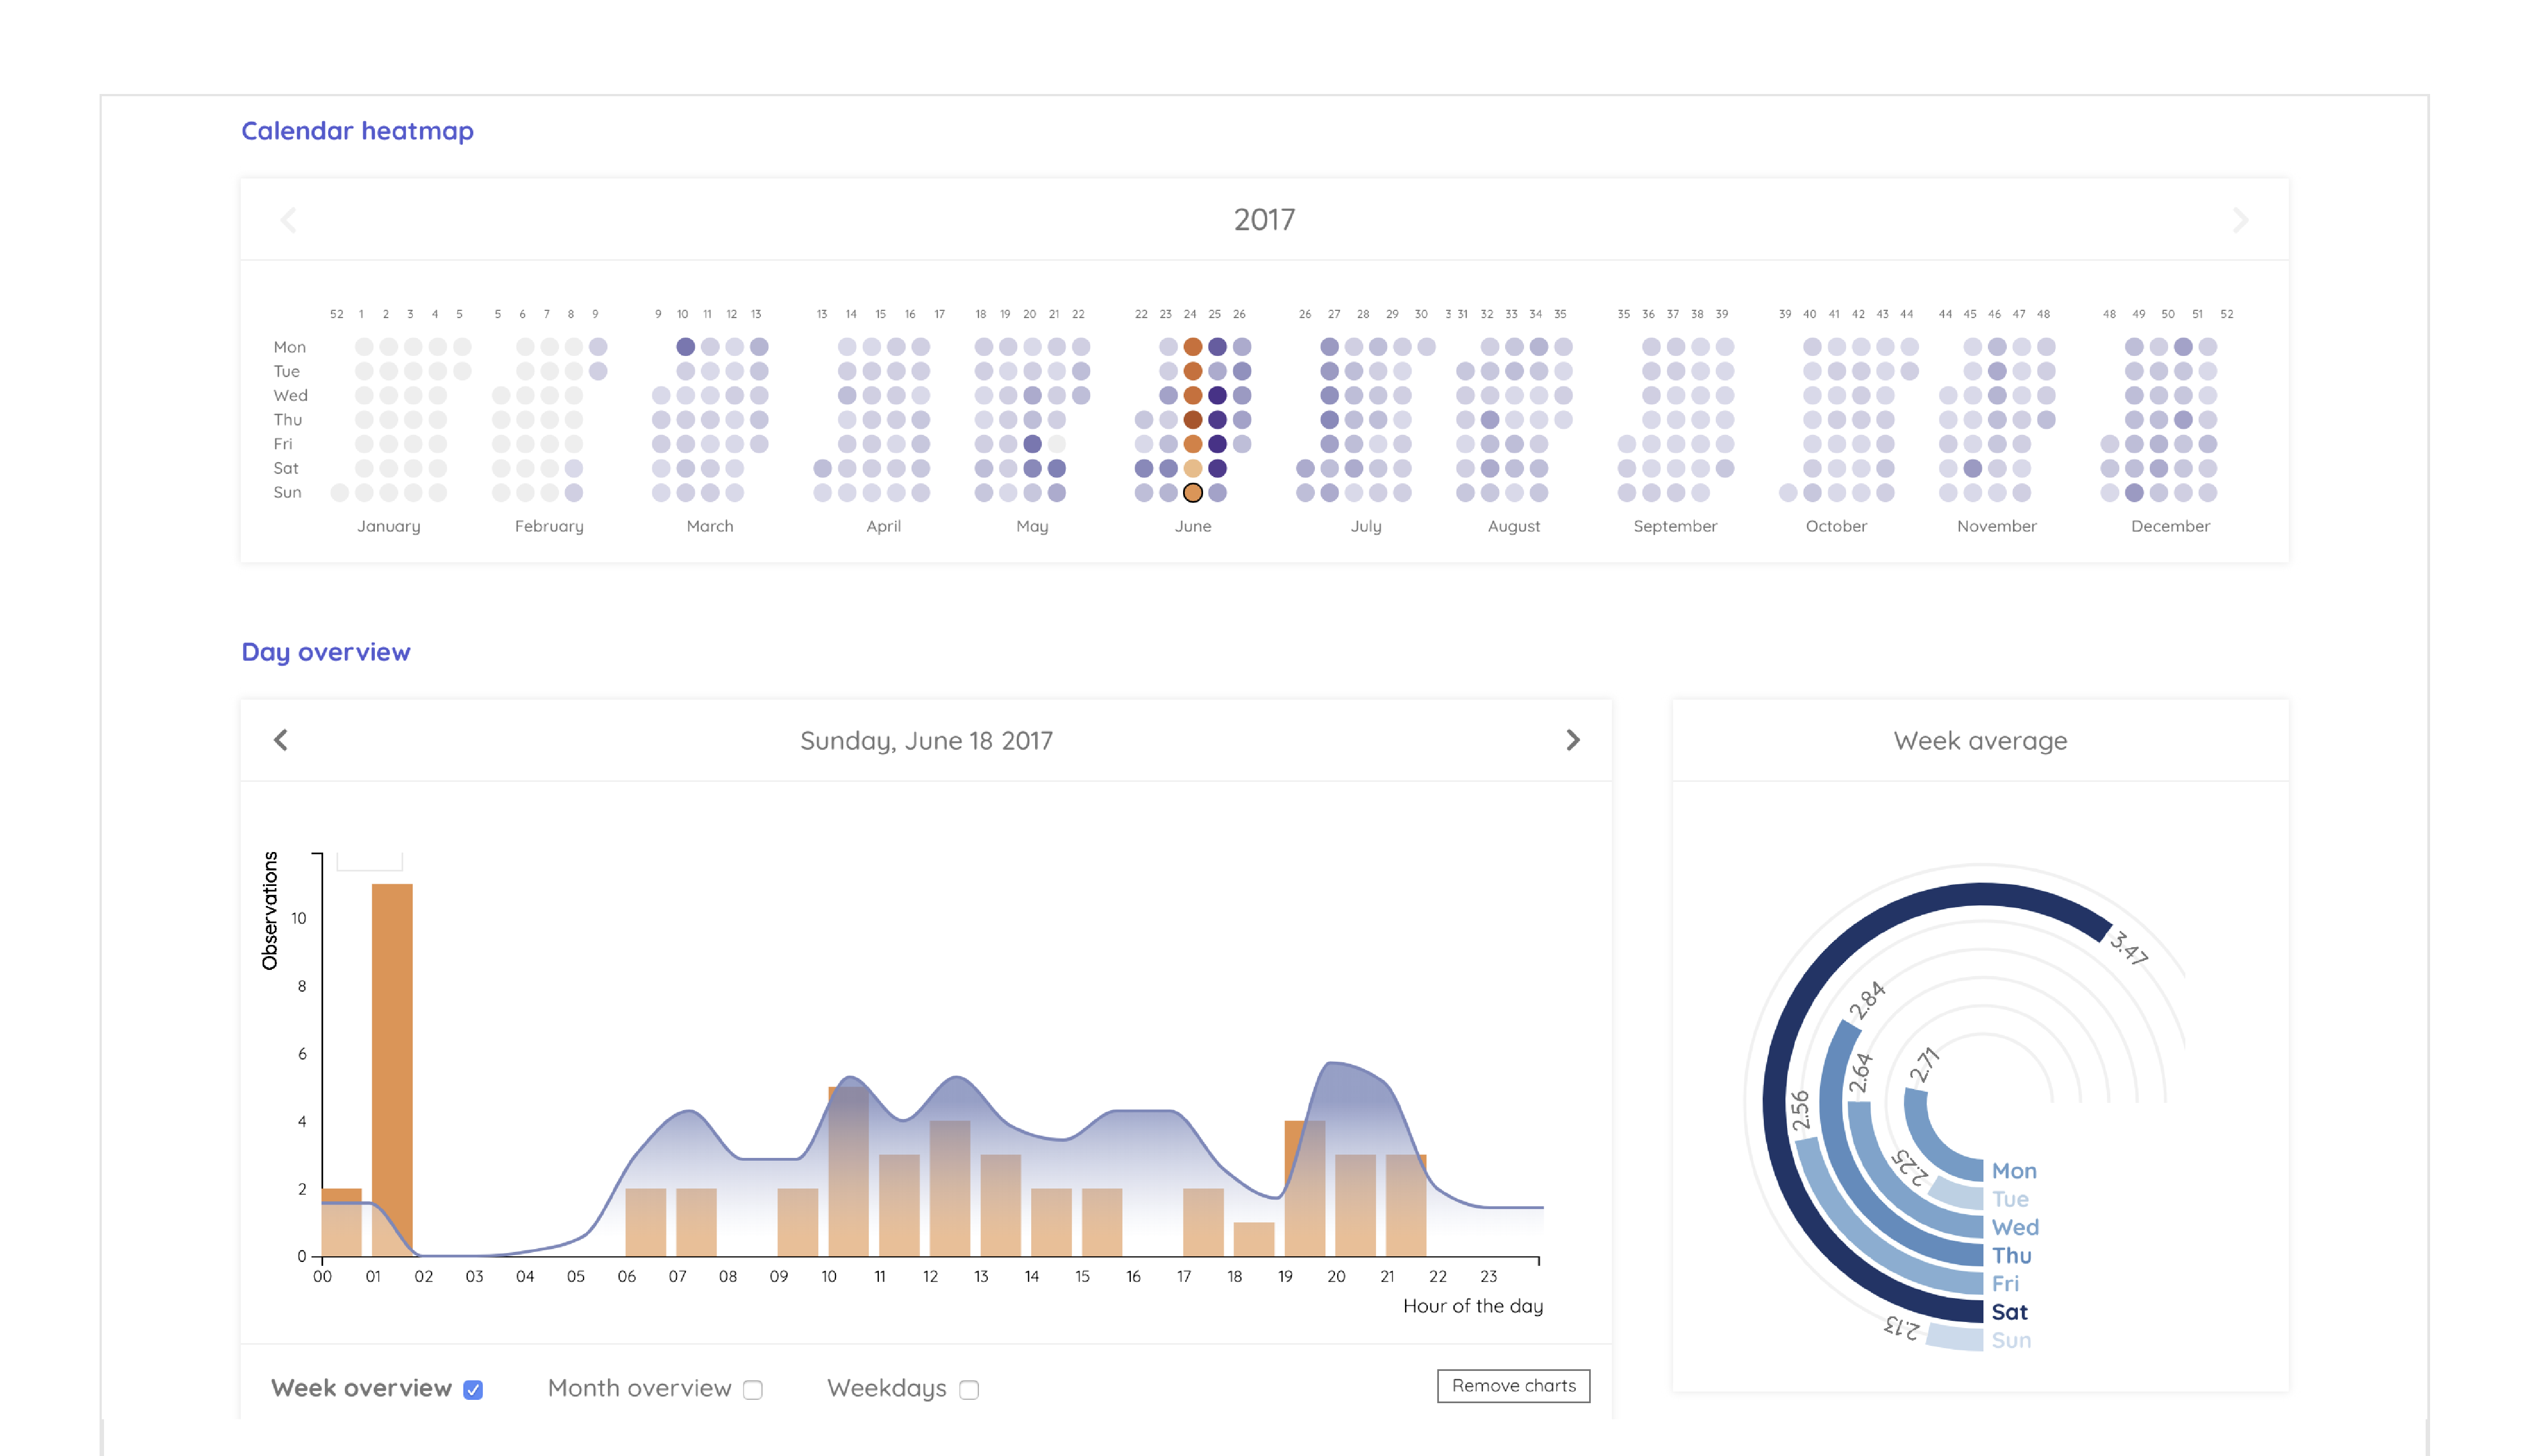 Calendar heatmap
2017
52 1 2 3 4 5 5 6 7 8 9 9 10 11 12 13 13 14 15 16 17 18 19 20 21 22 22 23 24 25 26 26 27 28 29 30 3 31 32 33 34 35 35 36 37 38 39 39 40 41 42 43 44 44 45 46 47 48 48 49 50 51 52
Mon
Tue
Wed
Thu
Fri
Sat
Sun
January February March April May June July August September October November December
Day overview
Sunday, June 18 2017
Observations
10
8
6
4
2
0
00 01 02 03 04 05 06 07 08 09 10 11 12 13 14 15 16 17 18 19 20 21 22 23
Hour of the day
Week overview Month overview Weekdays Remove charts
Week average
3.47
2.84
2.64
2.71
2.56
2.25
2.13
Mon
Tue
Wed
Thu
Fri
Sat
Sun